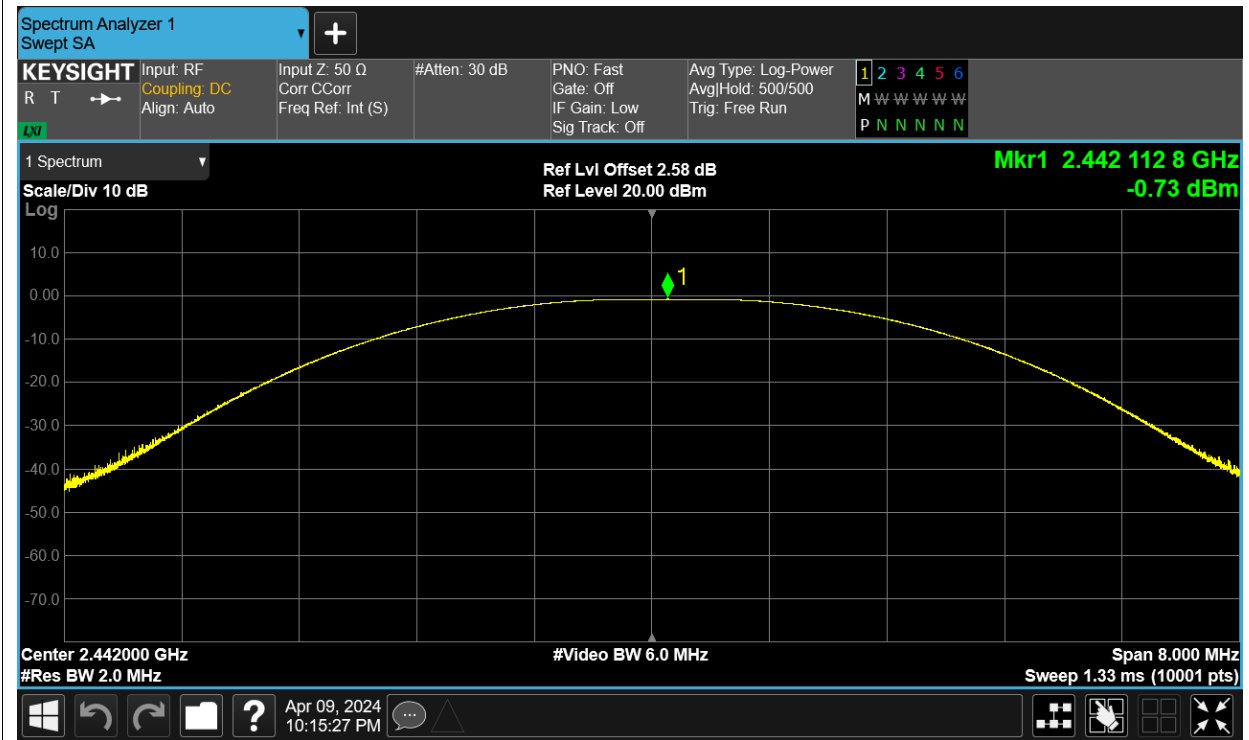 Spectrum Analyzer 1
Swept SA
+
KEYSIGHT
R T
LXI
Input: RF
Coupling: DC
Align: Auto
Input Z: 50 Ω
Corr CCorr
Freq Ref: Int (S)
#Atten: 30 dB
PNO: Fast
Gate: Off
IF Gain: Low
Sig Track: Off
Avg Type: Log-Power
Avg|Hold: 500/500
Trig: Free Run
1 2 3 4 5 6
M W W W W W
P N N N N N
1 Spectrum
Scale/Div 10 dB
Log
Ref Lvl Offset 2.58 dB
Ref Level 20.00 dBm
Mkr1 2.442 112 8 GHz
-0.73 dBm
10.0
0.00
-10.0
-20.0
-30.0
-40.0
-50.0
-60.0
-70.0
1
Center 2.442000 GHz
#Res BW 2.0 MHz
#Video BW 6.0 MHz
Span 8.000 MHz
Sweep 1.33 ms (10001 pts)
?
Apr 09, 2024
10:15:27 PM